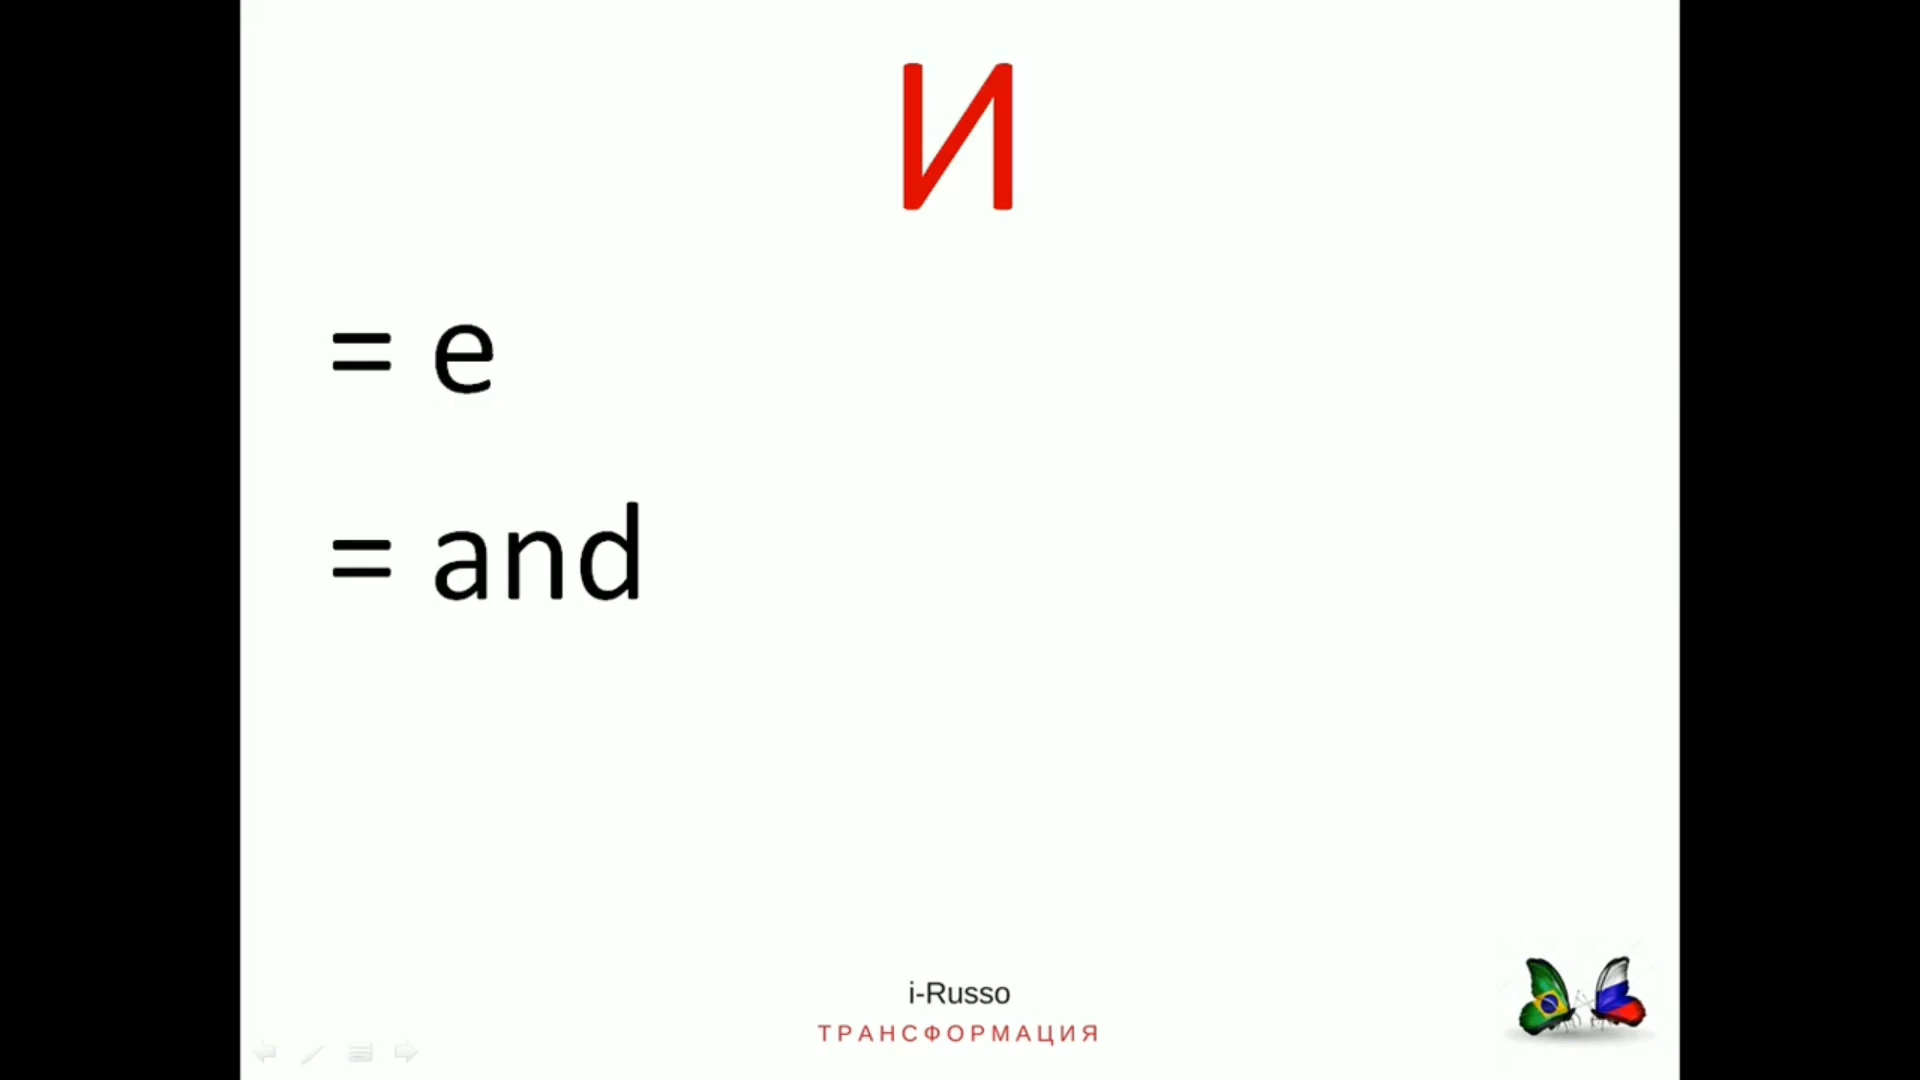 И
= e
= and
i-Russo
ТРАНСФОРМАЦИЯ